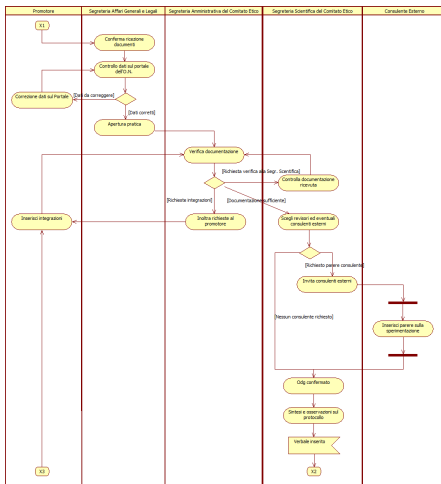 Promotore
Segreteria Affari Generali e Legali
Segreteria Amministrativa del Comitato Etico
Segreteria Scientifica del Comitato Etico
Consulente Esterno
X1
Conferma ricezione
documenti
Controllo dati sul portale
dell'O.N.
Correzione dati sul Portale
[Dati da correggere]
[Dati corretti]
Apertura pratica
Verifica documentazione
[Richiesta verifica alla Segr. Scientifica]
Controlla documentazione
ricevuta
[Richieste integrazioni]
[Documentazione sufficiente]
Inserisci integrazioni
Inoltra richieste al
promotore
Scegli revisori ed eventuali
consulenti esterni
[Richiesto parere consulente]
Invita consulenti esterni
[Nessun consulente richiesto]
Inserisci parere sulla
sperimentazione
Odg confermato
Sintesi e osservazioni sul
protocollo
Verbale inserito
X3
X2